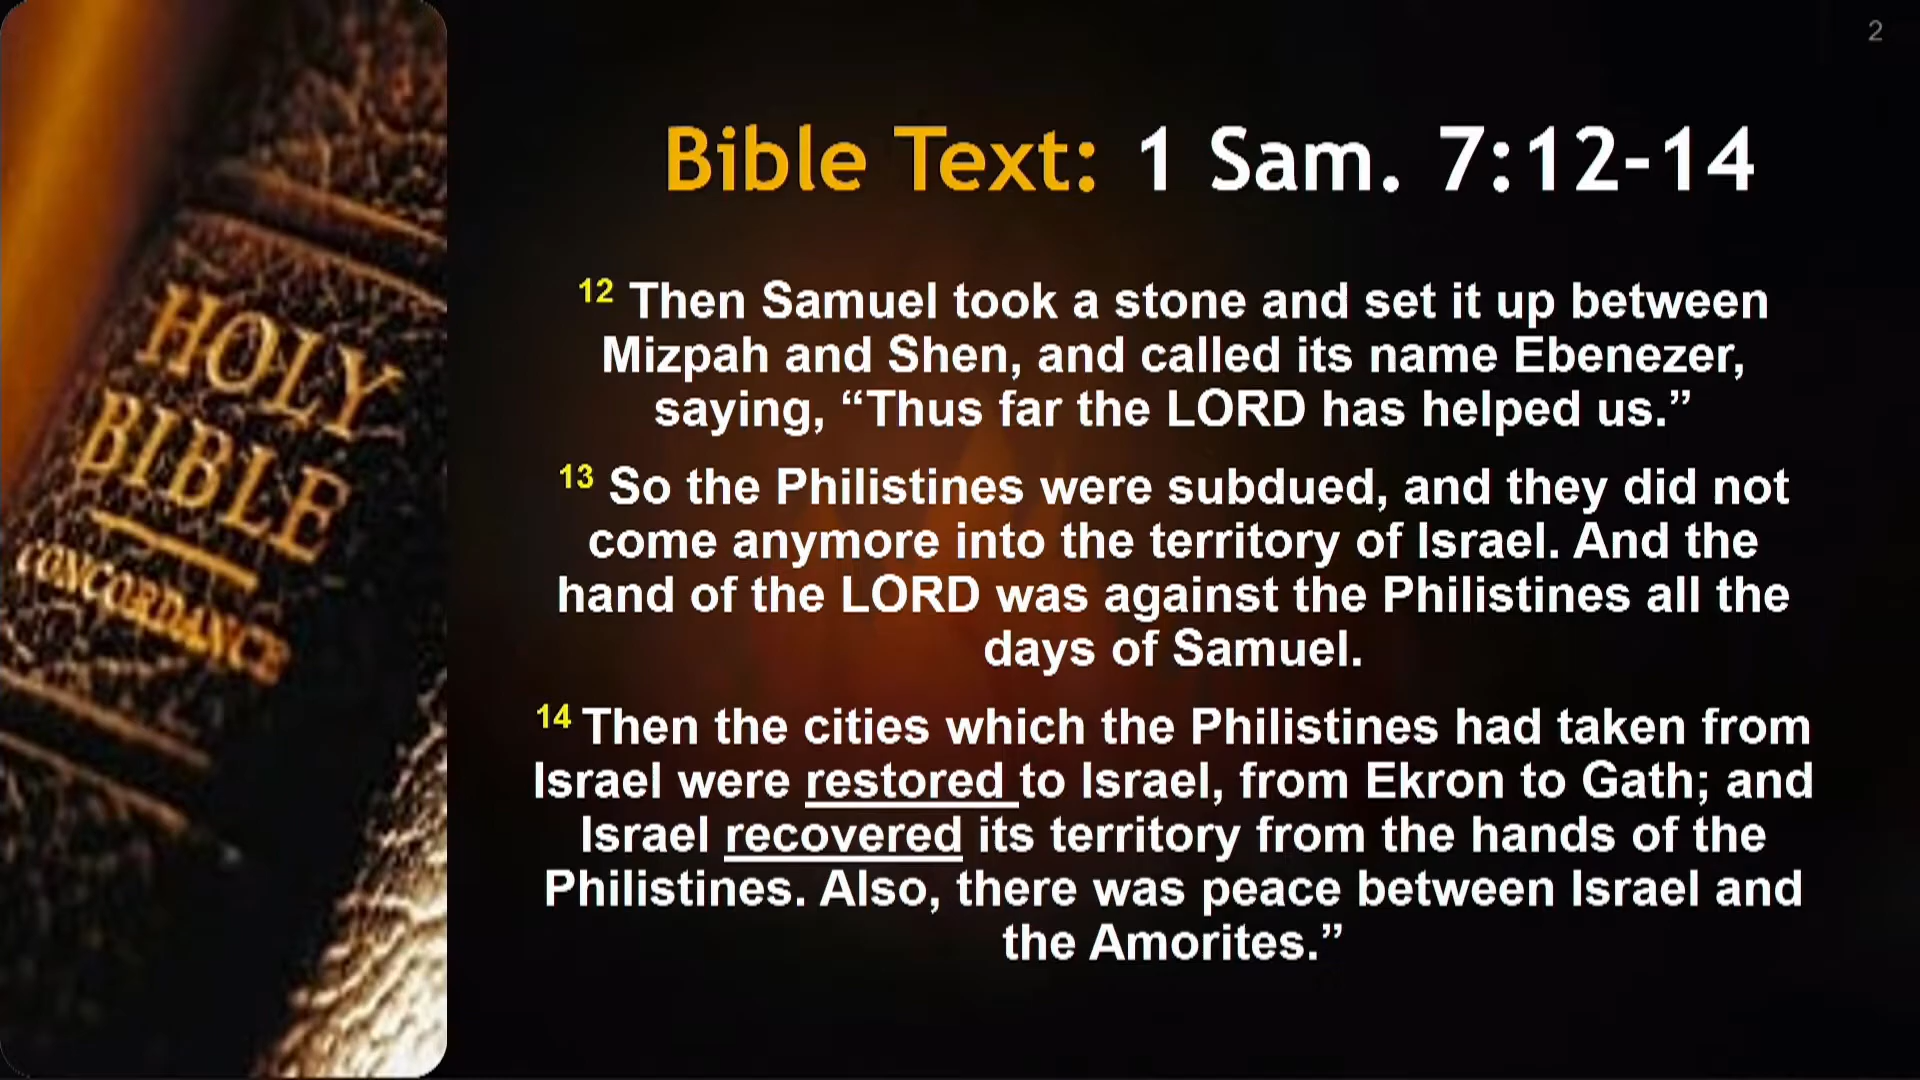 2
HOLY
BIBLE
CONCORDANCE
Bible Text: 1 Sam. 7:12-14
12 Then Samuel took a stone and set it up between
Mizpah and Shen, and called its name Ebenezer,
saying, “Thus far the LORD has helped us.”
13 So the Philistines were subdued, and they did not
come anymore into the territory of Israel. And the
hand of the LORD was against the Philistines all the
days of Samuel.
14 Then the cities which the Philistines had taken from
Israel were restored to Israel, from Ekron to Gath; and
Israel recovered its territory from the hands of the
Philistines. Also, there was peace between Israel and
the Amorites.”